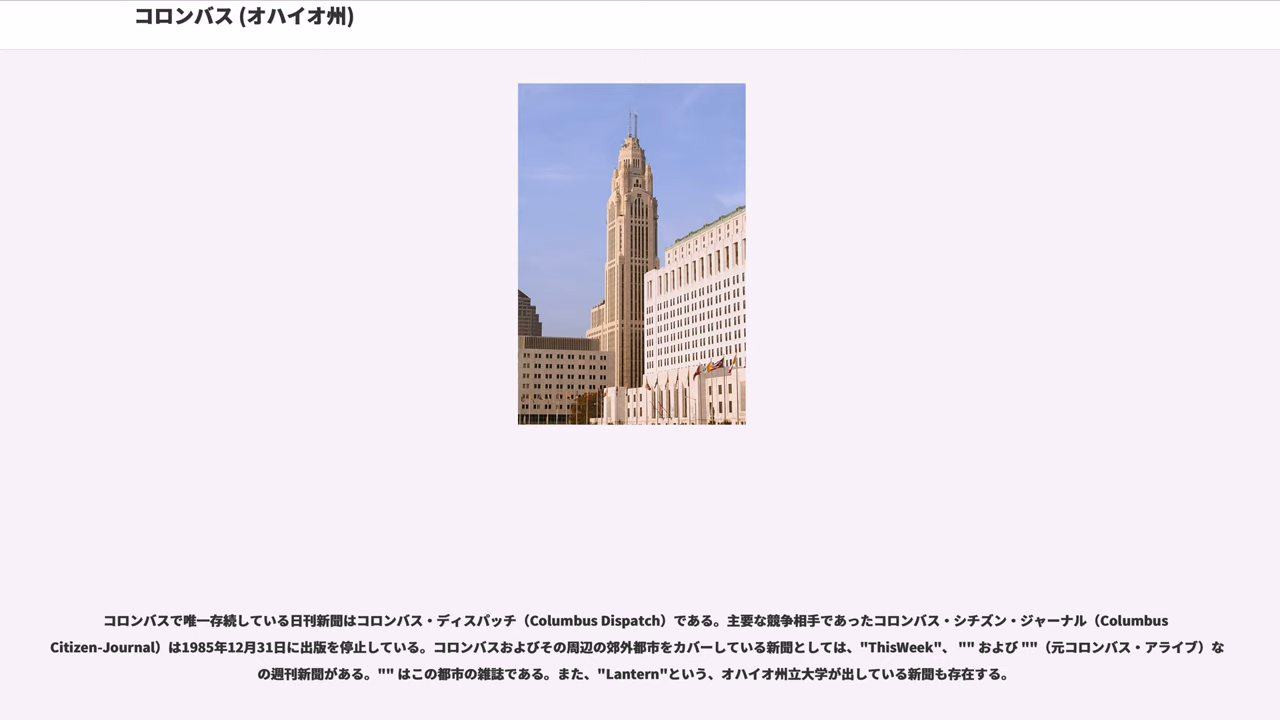 コロンバス (オハイオ州)
コロンバスで唯一存続している日刊新聞はコロンバス・ディスパッチ（Columbus Dispatch）である。主要な競争相手であったコロンバス・シチズン・ジャーナル（Columbus
Citizen-Journal）は1985年12月31日に出版を停止している。コロンバスおよびその周辺の郊外都市をカバーしている新聞としては、"ThisWeek"、 "" および ""（元コロンバス・アライブ）な
の週刊新聞がある。"" はこの都市の雑誌である。また、"Lantern"という、オハイオ州立大学が出している新聞も存在する。